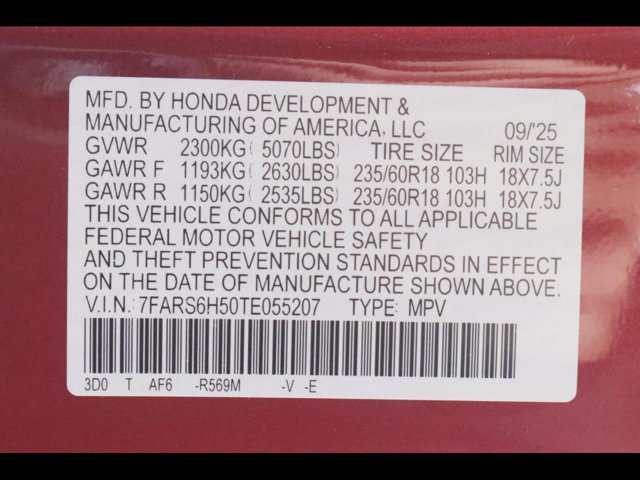 MFD. BY HONDA DEVELOPMENT &
MANUFACTURING OF AMERICA, LLC 09/'25
GVWR 2300KG( 5070LBS) TIRE SIZE RIM SIZE
GAWR F 1193KG( 2630LBS) 235/60R18 103H 18X7.5J
GAWR R 1150KG( 2535LBS) 235/60R18 103H 18X7.5J
THIS VEHICLE CONFORMS TO ALL APPLICABLE
FEDERAL MOTOR VEHICLE SAFETY
AND THEFT PREVENTION STANDARDS IN EFFECT
ON THE DATE OF MANUFACTURE SHOWN ABOVE.
V.I.N.: 7FARS6H50TE055207 TYPE: MPV
3D0 T AF6 -R569M -V -E